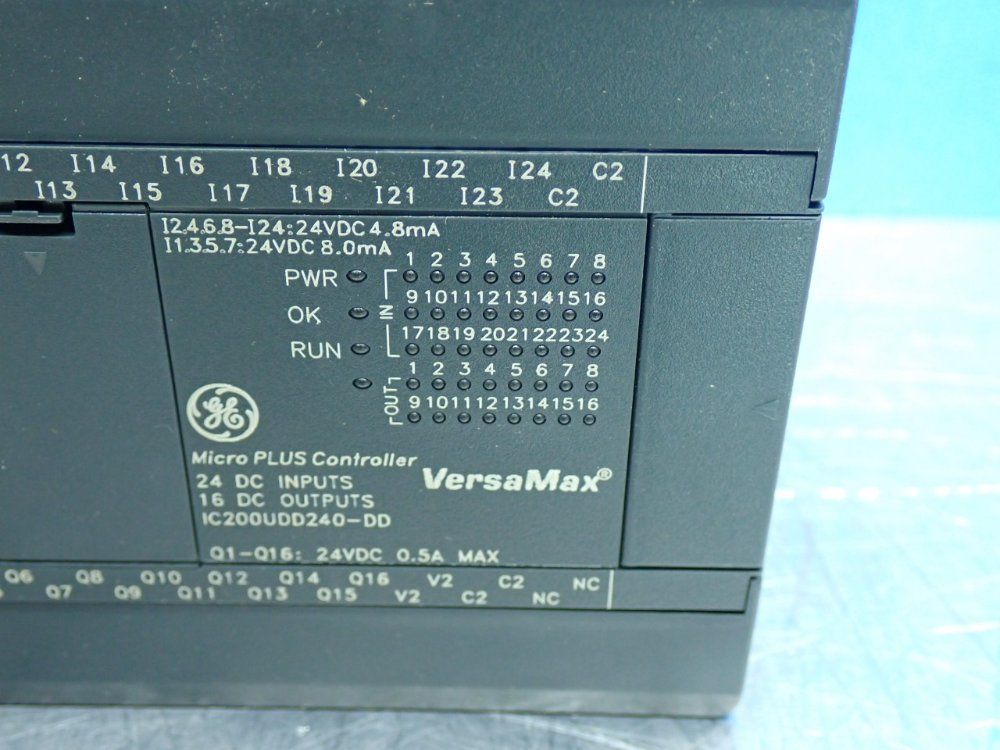 12 I14 I16 I18 I20 I22 I24 C2
I13 I15 I17 I19 I21 I23 C2
I2.4.6.8-I24:24VDC 4.8mA
I1.3.5.7:24VDC 8.0mA
1 2 3 4 5 6 7 8
PWR
9 10 11 12 13 14 15 16
OK
IN
17 18 19 20 21 22 23 24
RUN
1 2 3 4 5 6 7 8
OUT
9 10 11 12 13 14 15 16
GE
Micro PLUS Controller
VersaMax®
24 DC INPUTS
16 DC OUTPUTS
IC200UDD240-DD
Q1-Q16: 24VDC 0.5A MAX
Q6 Q8 Q10 Q12 Q14 Q16 V2 C2 NC
Q7 Q9 Q11 Q13 Q15 V2 C2 NC